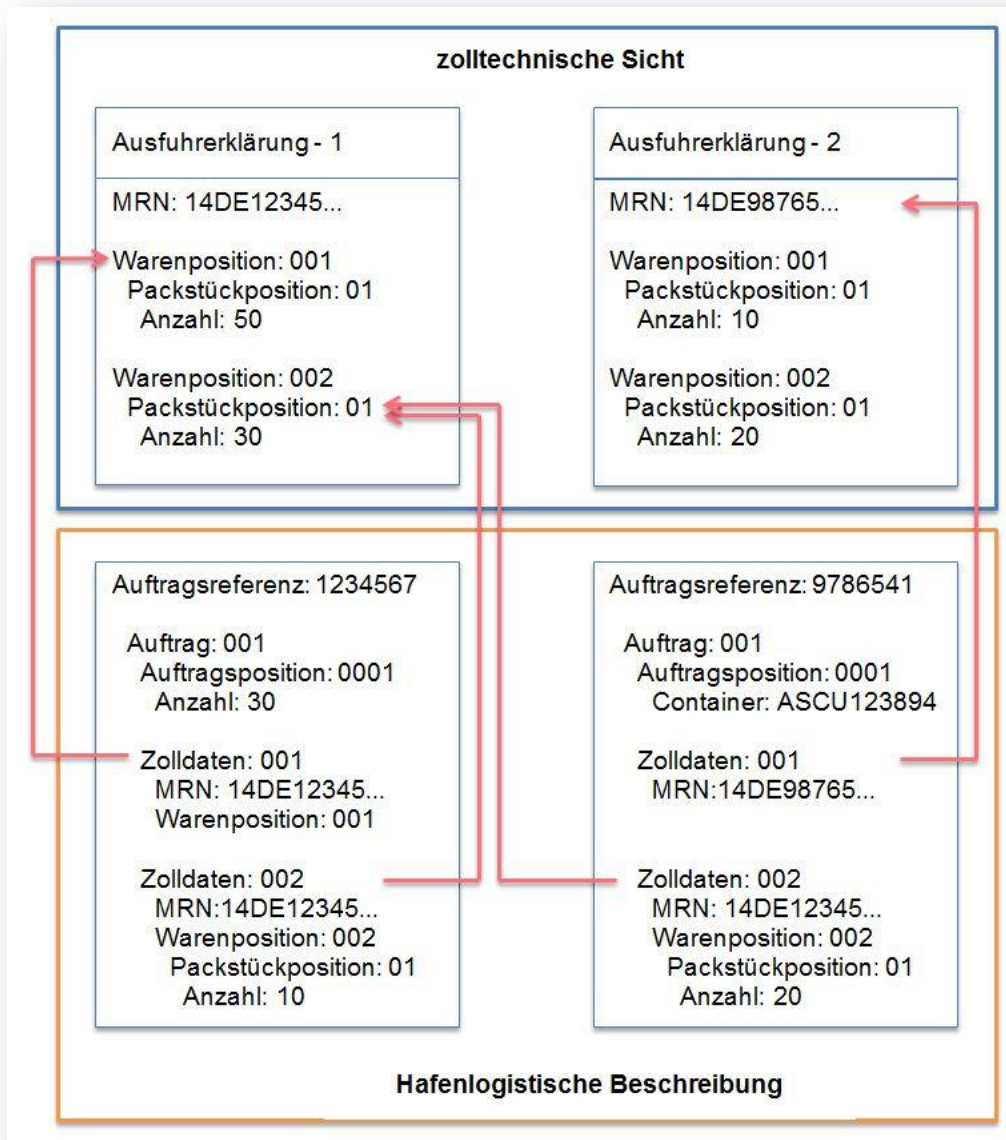 zolltechnische Sicht
Ausfuhrerklärung - 1
MRN: 14DE12345...
Warenposition: 001
Packstückposition: 01
Anzahl: 50
Warenposition: 002
Packstückposition: 01
Anzahl: 30
Ausfuhrerklärung - 2
MRN: 14DE98765...
Warenposition: 001
Packstückposition: 01
Anzahl: 10
Warenposition: 002
Packstückposition: 01
Anzahl: 20
Auftragsreferenz: 1234567
Auftrag: 001
Auftragsposition: 0001
Anzahl: 30
Zolldaten: 001
MRN: 14DE12345...
Warenposition: 001
Zolldaten: 002
MRN:14DE12345...
Warenposition: 002
Packstückposition: 01
Anzahl: 10
Auftragsreferenz: 9786541
Auftrag: 001
Auftragsposition: 0001
Container: ASCU123894
Zolldaten: 001
MRN:14DE98765...
Zolldaten: 002
MRN: 14DE12345...
Warenposition: 002
Packstückposition: 01
Anzahl: 20
Hafenlogistische Beschreibung